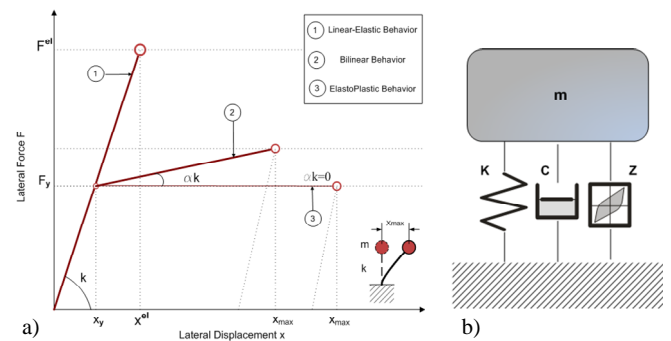 F^el
1
1 Linear-Elastic Behavior
2 Bilinear Behavior
3 ElastoPlastic Behavior
2
Lateral Force F
F_y
αk
αk=0
3
k
x_max
m
k
x_y
x^el
x_max
x_max
a)
Lateral Displacement x
m
K
C
Z
b)